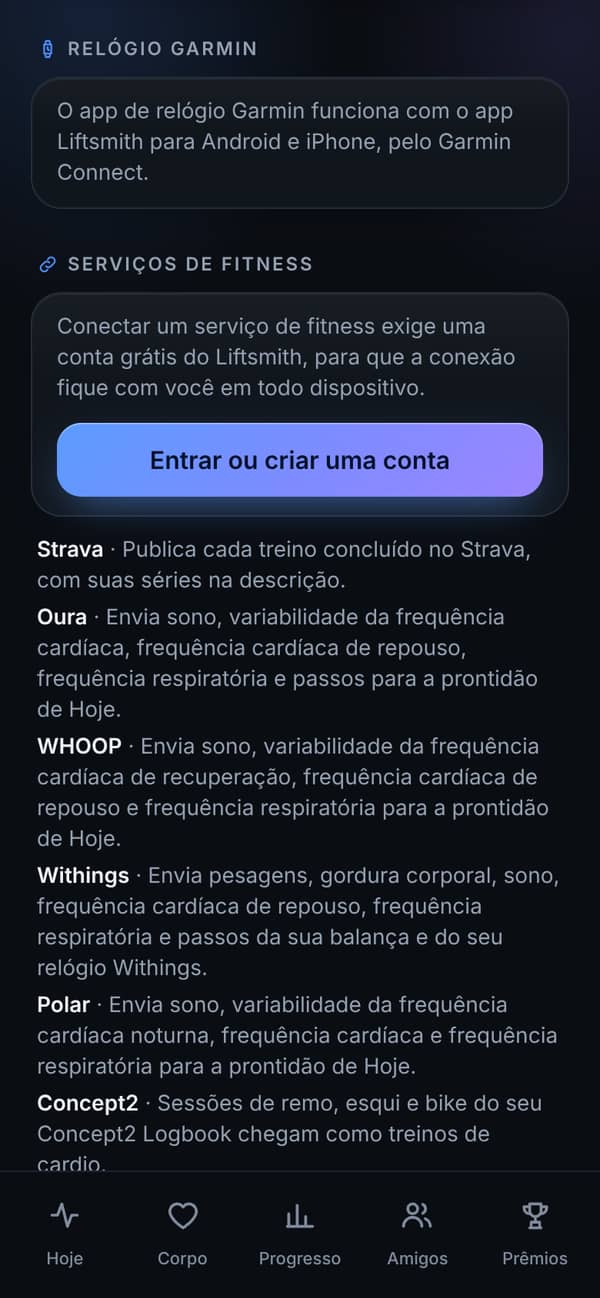 RELÓGIO GARMIN
O app de relógio Garmin funciona com o app
Liftsmith para Android e iPhone, pelo Garmin
Connect.
SERVIÇOS DE FITNESS
Conectar um serviço de fitness exige uma
conta grátis do Liftsmith, para que a conexão
fique com você em todo dispositivo.
Entrar ou criar uma conta
Strava · Publica cada treino concluído no Strava,
com suas séries na descrição.
Oura · Envia sono, variabilidade da frequência
cardíaca, frequência cardíaca de repouso,
frequência respiratória e passos para a prontidão
de Hoje.
WHOOP · Envia sono, variabilidade da frequência
cardíaca de recuperação, frequência cardíaca de
repouso e frequência respiratória para a prontidão
de Hoje.
Withings · Envia pesagens, gordura corporal, sono,
frequência cardíaca de repouso, frequência
respiratória e passos da sua balança e do seu
relógio Withings.
Polar · Envia sono, variabilidade da frequência
cardíaca noturna, frequência cardíaca e frequência
respiratória para a prontidão de Hoje.
Concept2 · Sessões de remo, esqui e bike do seu
Concept2 Logbook chegam como treinos de
cardio.
Hoje
Corpo
Progresso
Amigos
Prêmios